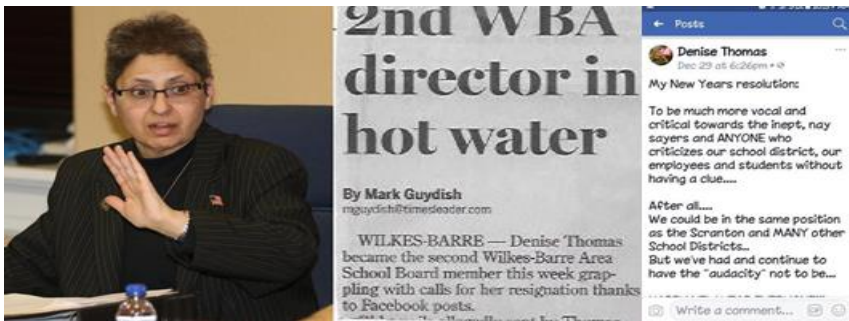 2nd WBA
director in
hot water
By Mark Guydish
mguydish@timesleader.com
WILKES-BARRE — Denise Thomas
became the second Wilkes-Barre Area
School Board member this week grap-
pling with calls for her resignation thanks
to Facebook posts.
Posts
Denise Thomas
Dec 29 at 6:26pm
My New Years resolution:
To be much more vocal and
critical towards the inept, nay
sayers and ANYONE who
criticizes our school district, our
employees and students without
having a clue....
After all....
We could be in the same position
as the Scranton and MANY other
School Districts...
But we've had and continue to
have the "audacity" not to be...
Write a comment...